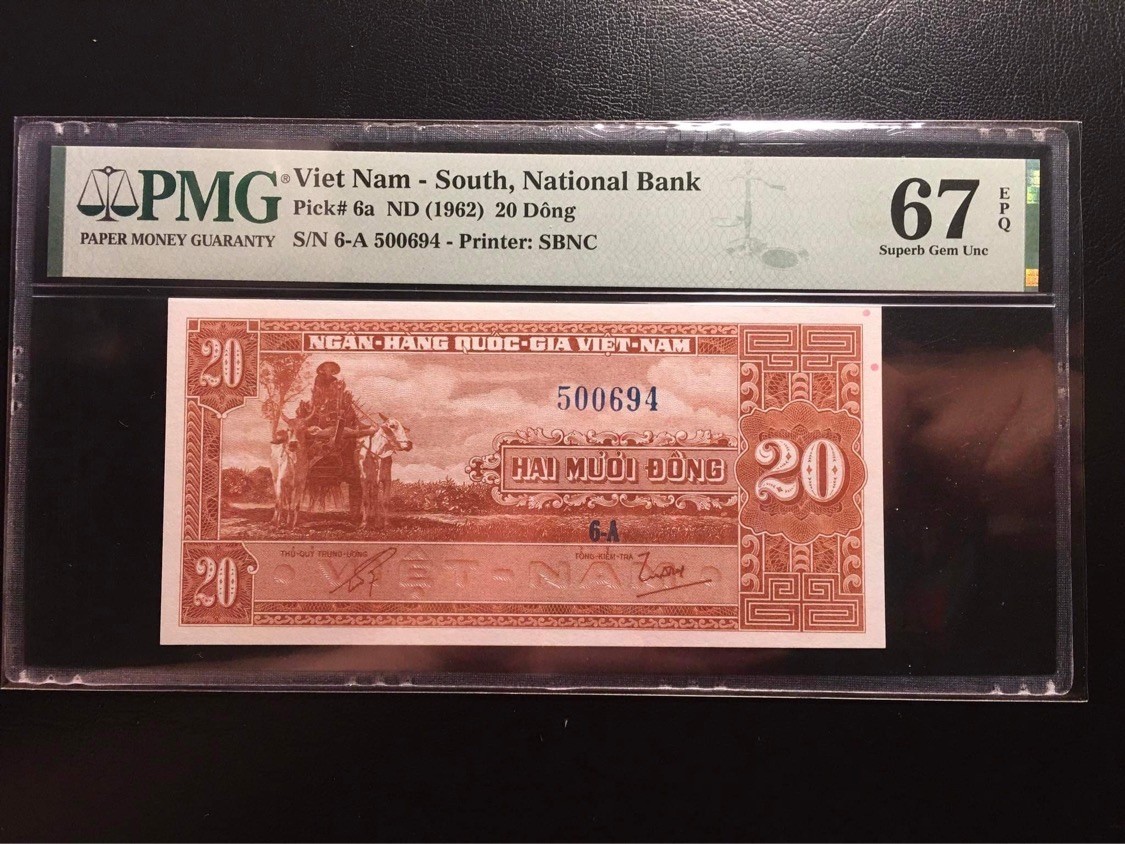 PMG® Viet Nam - South, National Bank
Pick# 6a ND (1962) 20 Dông
PAPER MONEY GUARANTY S/N 6-A 500694 - Printer: SBNC
67
EPQ
Superb Gem Unc
20
NGÂN-HÀNG QUỐC-GIA VIỆT-NAM
500694
HAI MƯƠI ĐỒNG
20
6-A
THỦ-QUỸ TRUNG-ƯƠNG
TỔNG-KIỂM-TRA
20
VIỆT-NAM